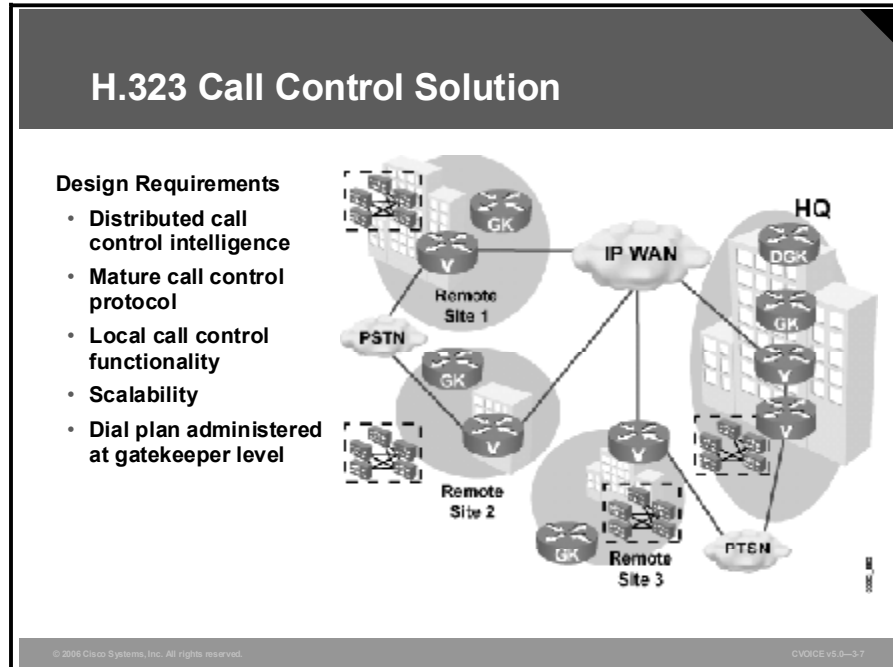 H.323 Call Control Solution
Design Requirements
• Distributed call
control intelligence
• Mature call control
protocol
• Local call control
functionality
• Scalability
• Dial plan administered
at gatekeeper level
GK
V
Remote
Site 1
IP WAN
HQ
DGK
GK
V
V
PSTN
GK
V
Remote
Site 2
V
GK
Remote
Site 3
PTSN
© 2006 Cisco Systems, Inc. All rights reserved.
CVOICE v5.0—3-7